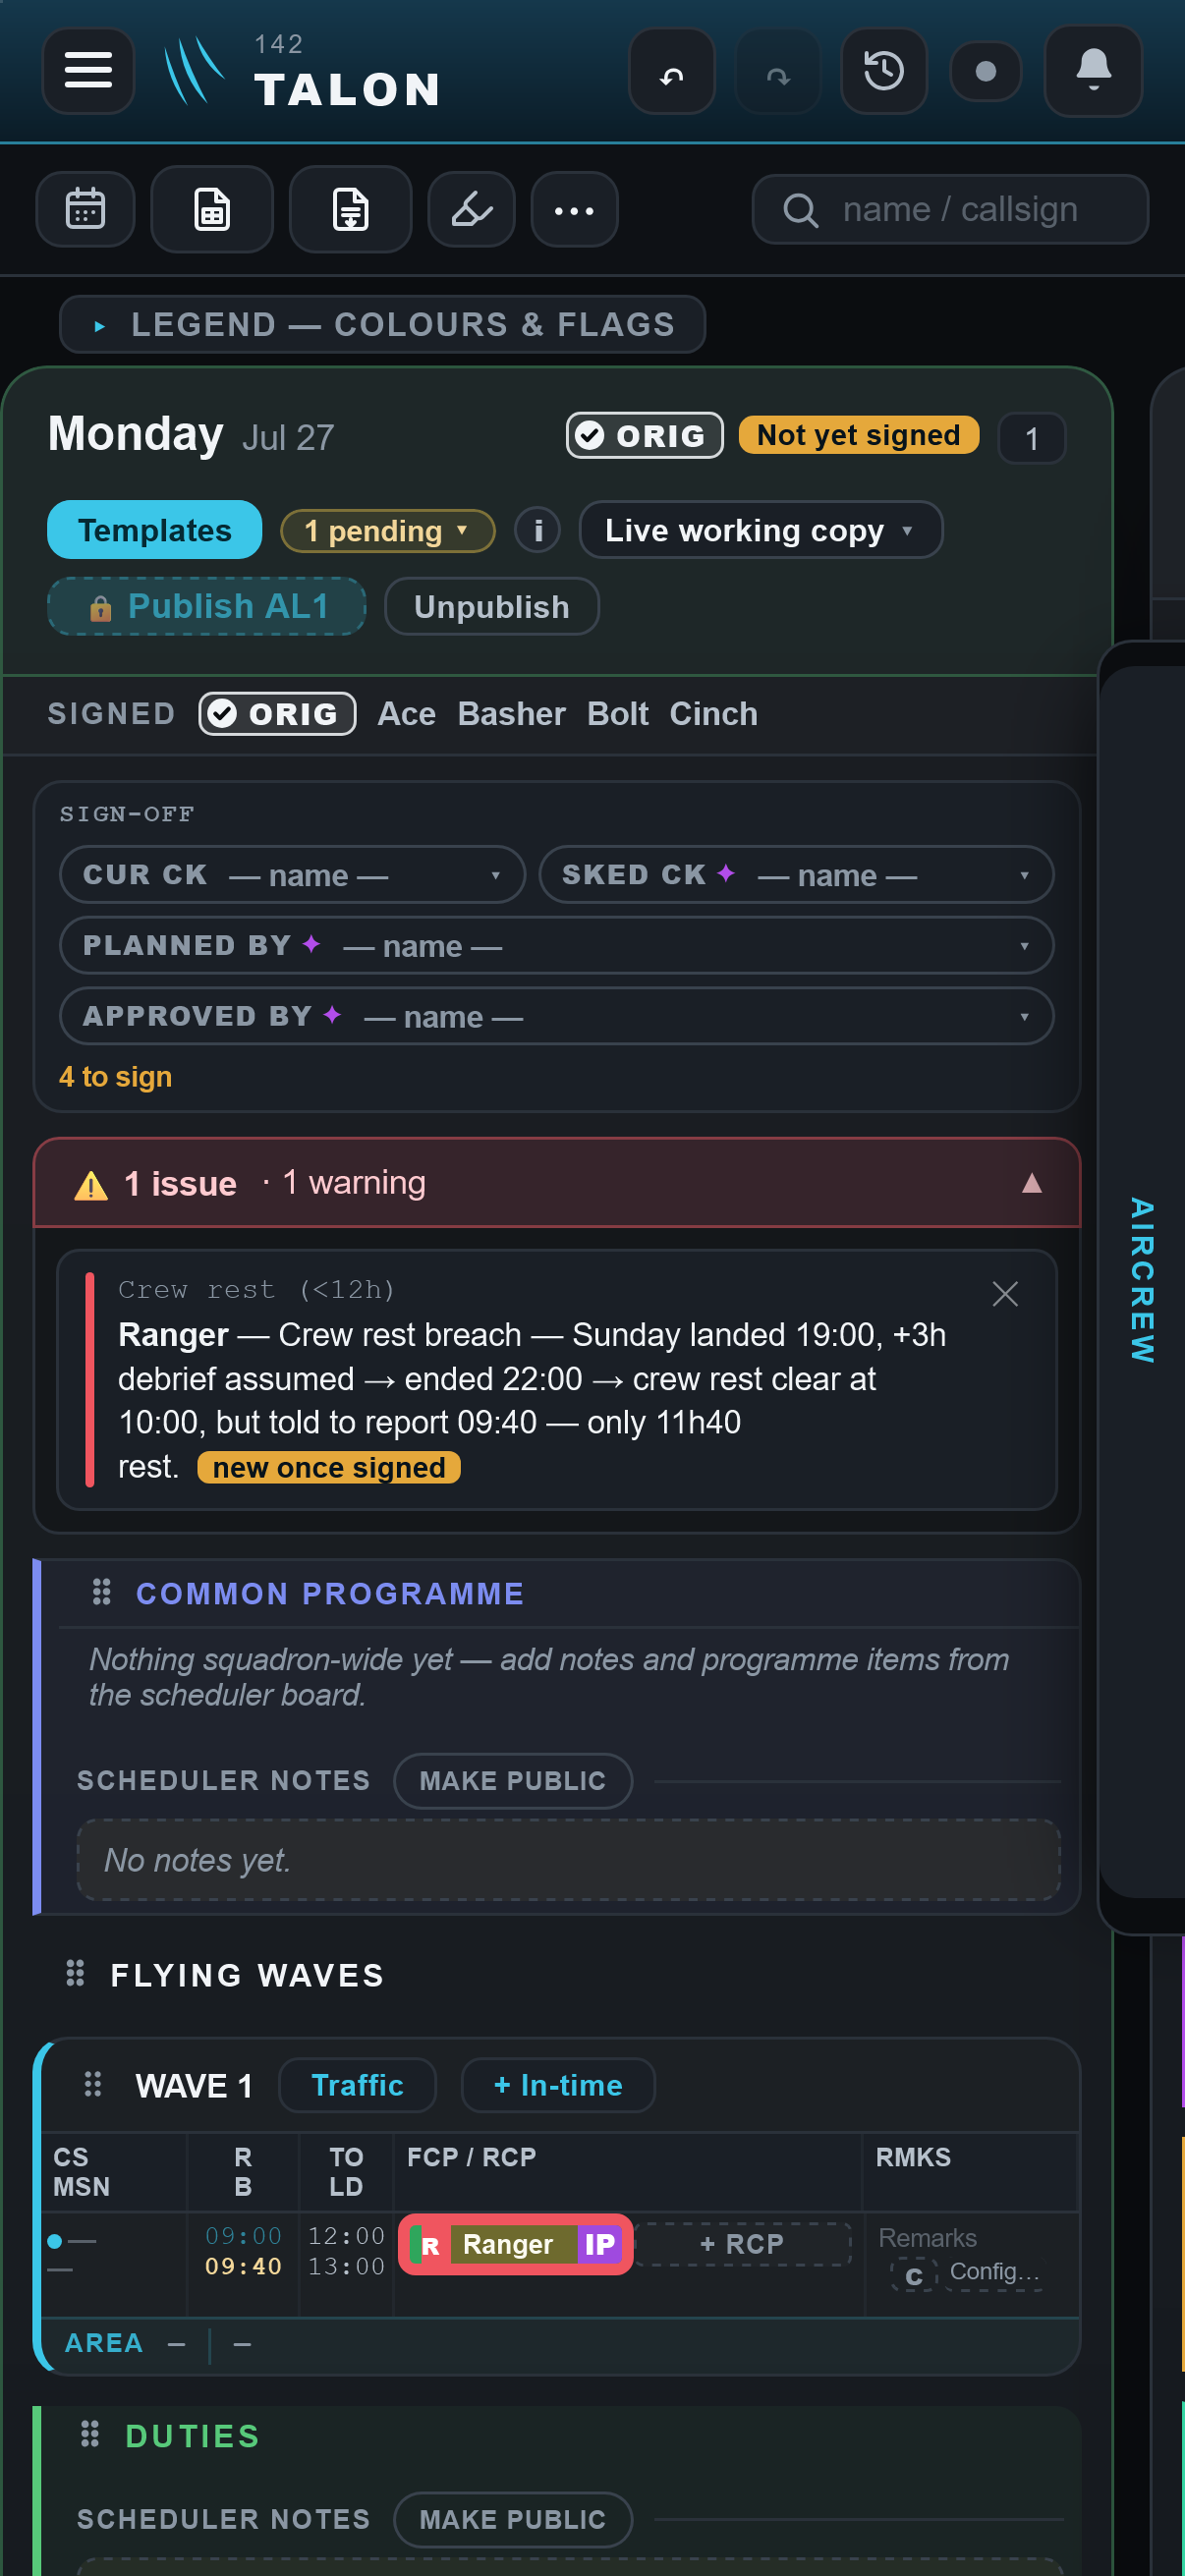 142
TALON
name / callsign
LEGEND — COLOURS & FLAGS
Monday Jul 27 ORIG Not yet signed 1
Templates 1 pending i Live working copy
Publish AL1 Unpublish
SIGNED ORIG Ace Basher Bolt Cinch
SIGN-OFF
CUR CK — name — SKED CK — name —
PLANNED BY — name —
APPROVED BY — name —
4 to sign
1 issue · 1 warning
Crew rest (<12h)
Ranger — Crew rest breach — Sunday landed 19:00, +3h
debrief assumed → ended 22:00 → crew rest clear at
10:00, but told to report 09:40 — only 11h40
rest. new once signed
AIRCREW
COMMON PROGRAMME
Nothing squadron-wide yet — add notes and programme items from
the scheduler board.
SCHEDULER NOTES MAKE PUBLIC
No notes yet.
FLYING WAVES
WAVE 1 Traffic + In-time
CS R TO FCP / RCP RMKS
MSN B LD
— 09:00 12:00 R Ranger IP + RCP Remarks
— 09:40 13:00 C Config...
AREA — —
DUTIES
SCHEDULER NOTES MAKE PUBLIC